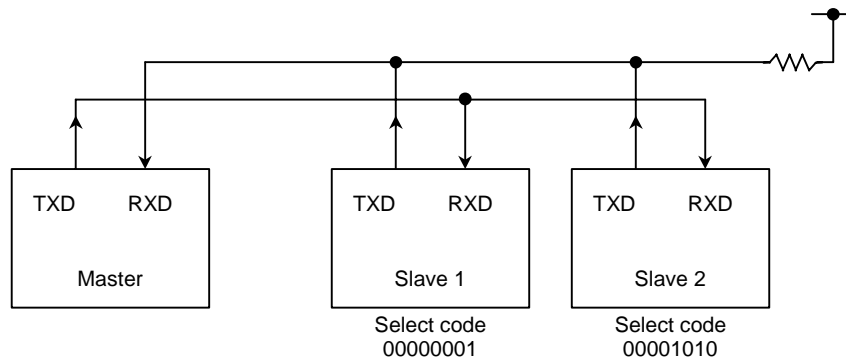 TXD RXD
Master
TXD RXD
Slave 1
Select code
00000001
TXD RXD
Slave 2
Select code
00001010